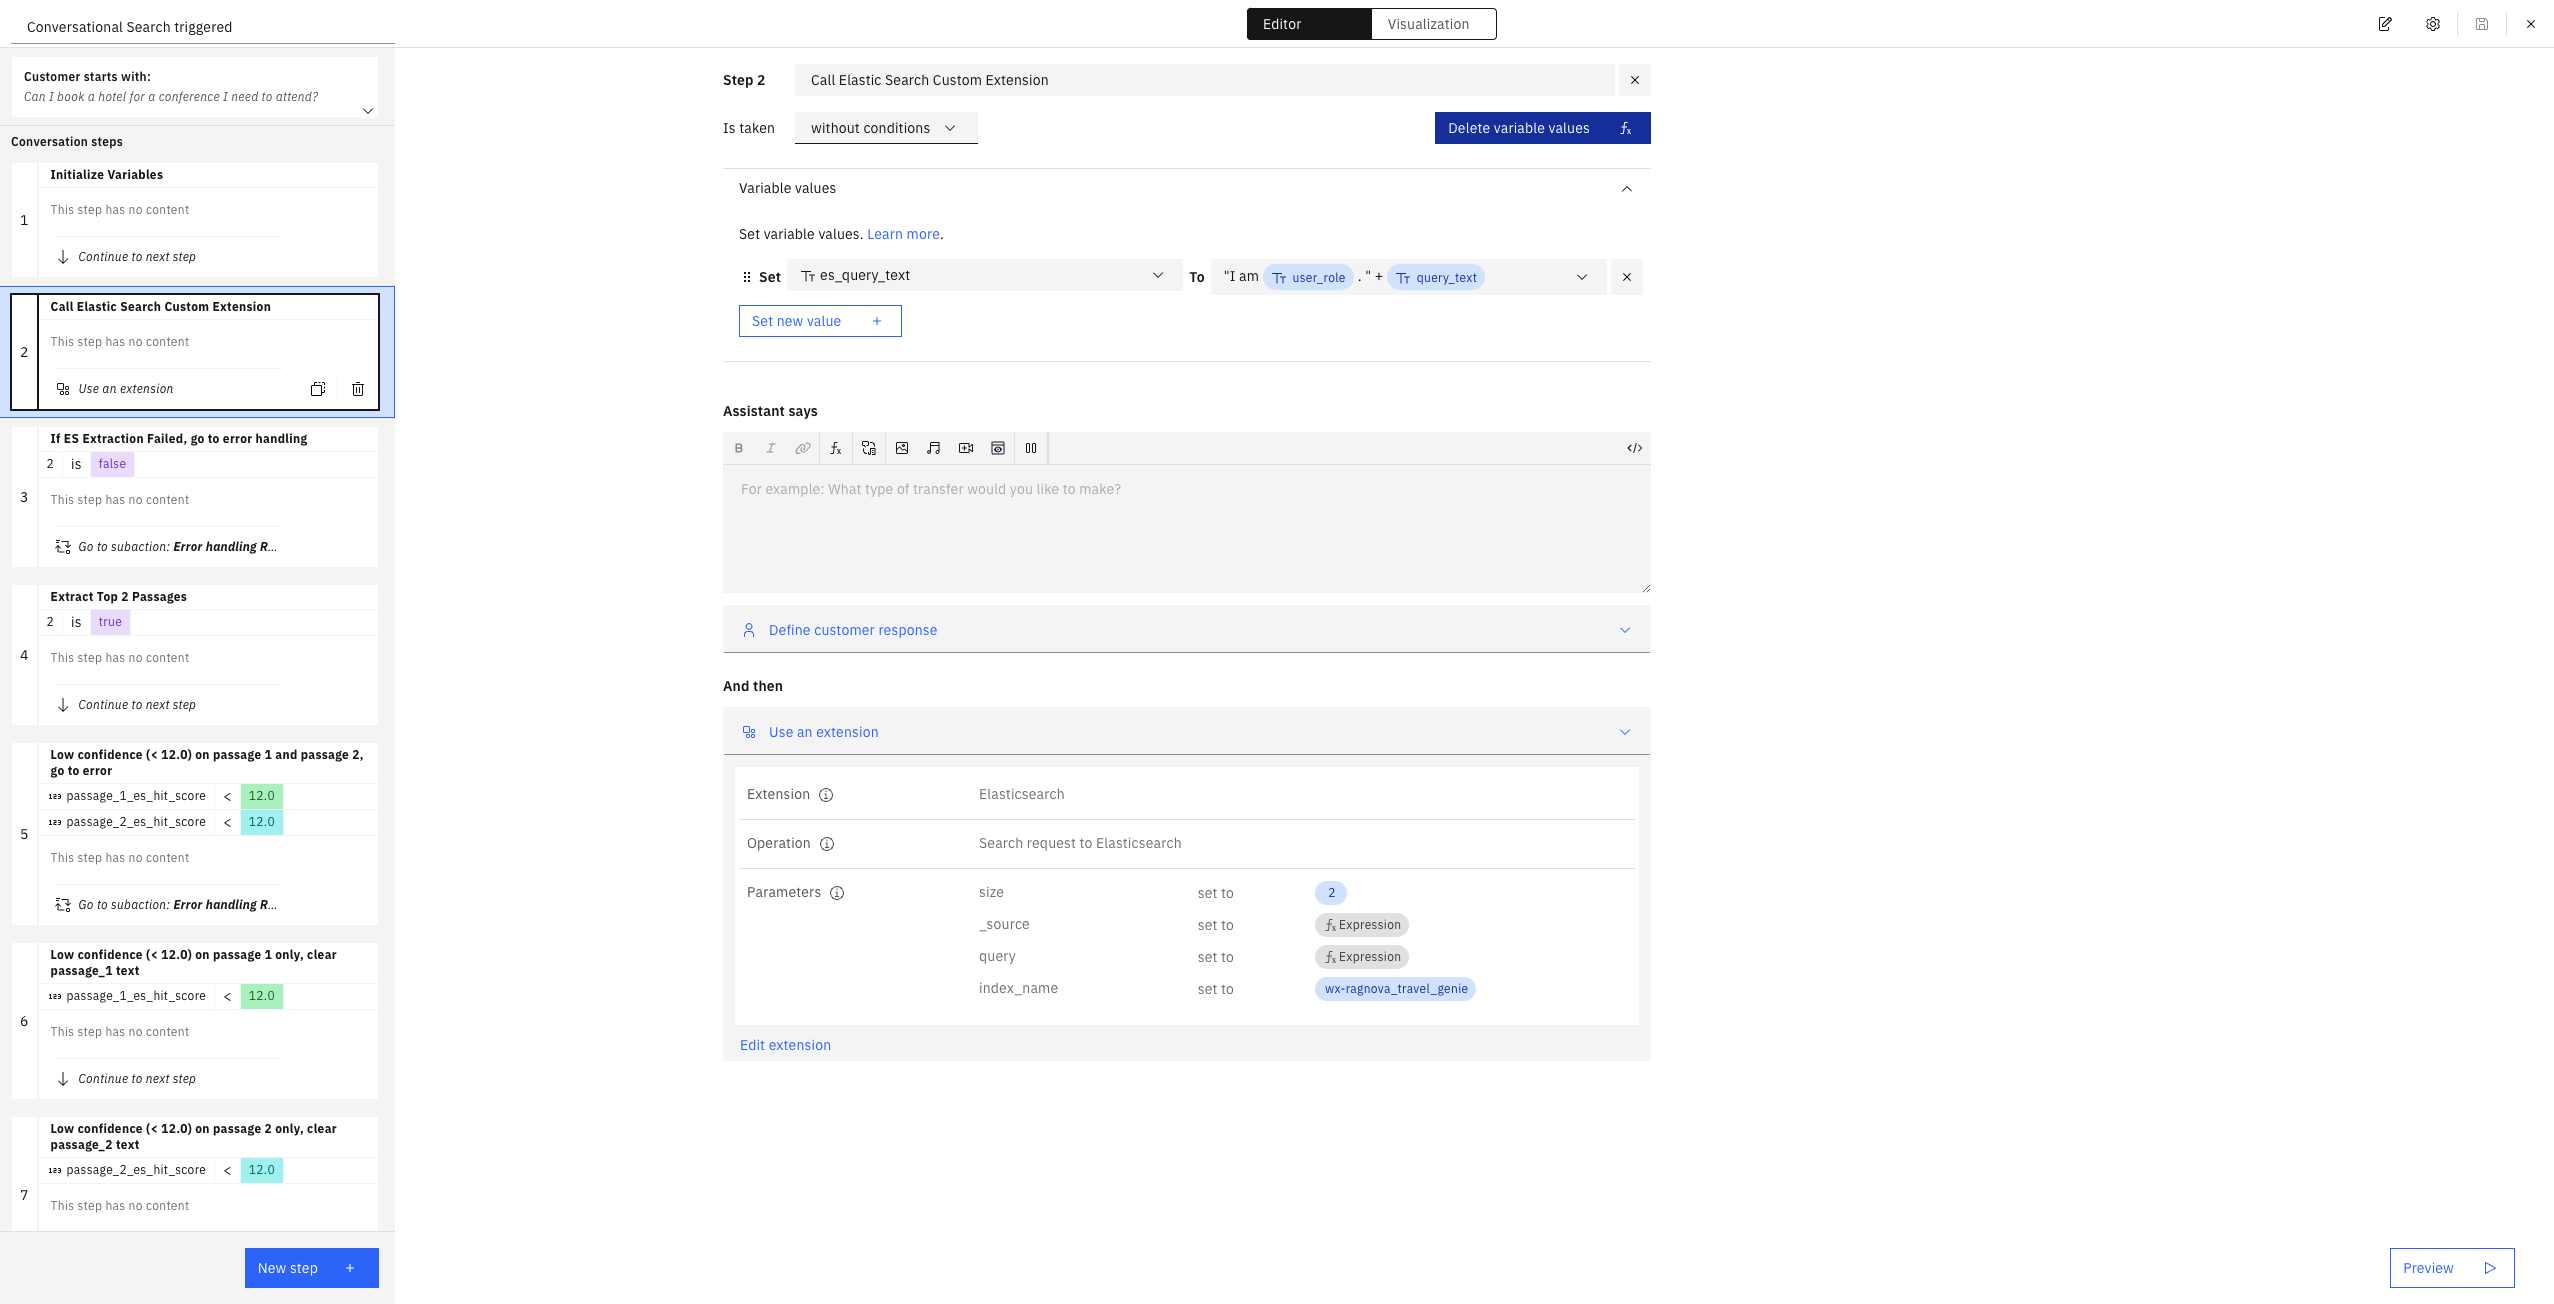 Conversational Search triggered
Editor
Visualization
Customer starts with:
Can I book a hotel for a conference I need to attend?
Conversation steps
1
Initialize Variables
This step has no content
Continue to next step
2
Call Elastic Search Custom Extension
This step has no content
Use an extension
3
If ES Extraction Failed, go to error handling
2 is false
This step has no content
Go to subaction: Error handling R...
4
Extract Top 2 Passages
2 is true
This step has no content
Continue to next step
5
Low confidence (< 12.0) on passage 1 and passage 2,
go to error
123 passage_1_es_hit_score < 12.0
123 passage_2_es_hit_score < 12.0
This step has no content
Go to subaction: Error handling R...
6
Low confidence (< 12.0) on passage 1 only, clear
passage_1 text
123 passage_1_es_hit_score < 12.0
This step has no content
Continue to next step
7
Low confidence (< 12.0) on passage 2 only, clear
passage_2 text
123 passage_2_es_hit_score < 12.0
This step has no content
New step +
Step 2 Call Elastic Search Custom Extension
Is taken without conditions
Delete variable values fx
Variable values
Set variable values. Learn more.
Set Tт es_query_text To "I am Tт user_role . " + Tт query_text
Set new value +
Assistant says
B I fx </>
For example: What type of transfer would you like to make?
Define customer response
And then
Use an extension
Extension Elasticsearch
Operation Search request to Elasticsearch
Parameters size set to 2
_source set to fx Expression
query set to fx Expression
index_name set to wx-ragnova_travel_genie
Edit extension
Preview